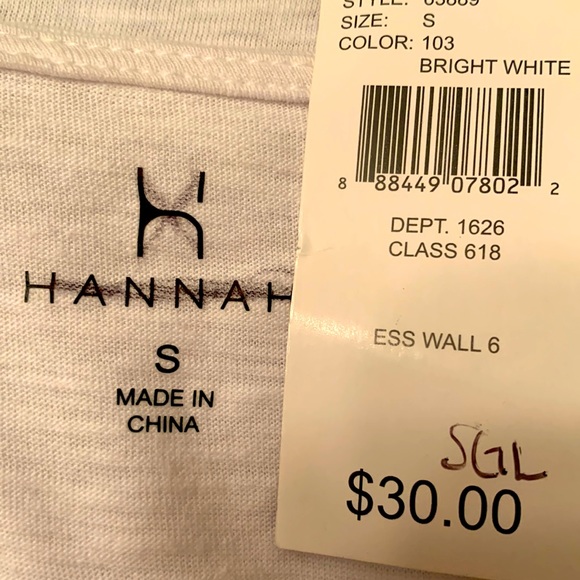 HANNAH
S
MADE IN
CHINA
SIZE: S
COLOR: 103
BRIGHT WHITE
8 88449 07802 2
DEPT. 1626
CLASS 618
ESS WALL 6
SGL
$30.00